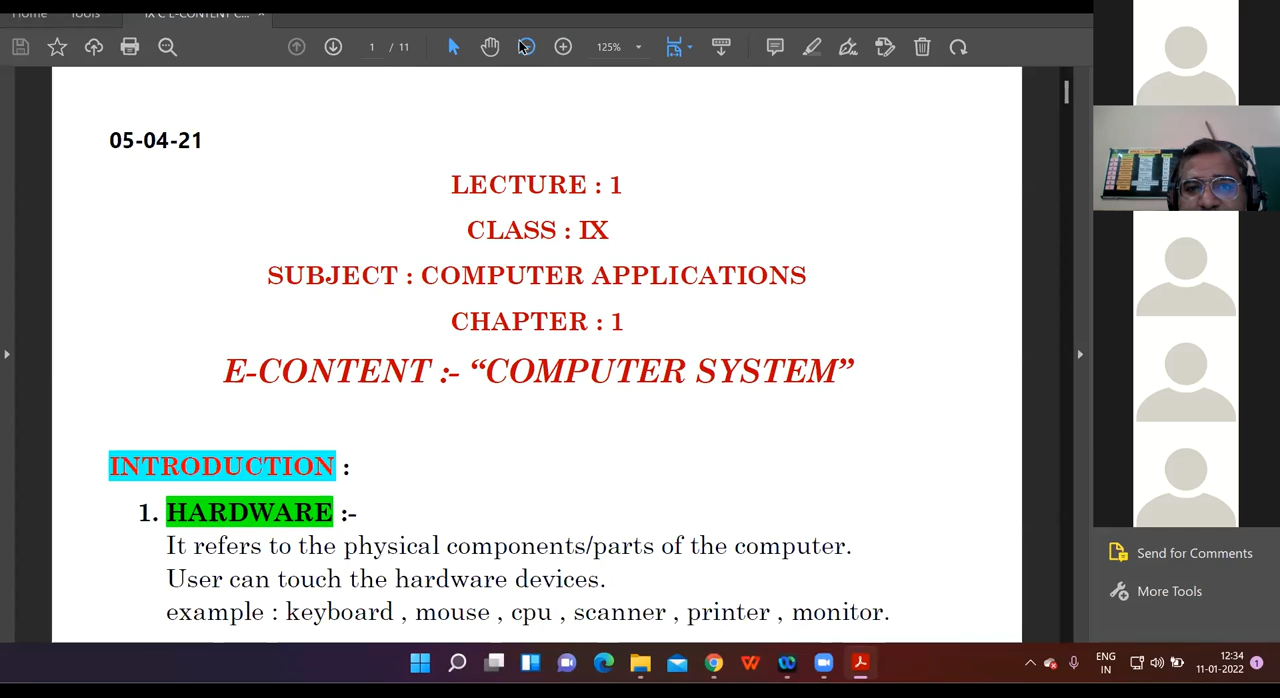 Home Tools IX C E-CONTENT C... ×
1 / 11 125%
05-04-21
LECTURE : 1
CLASS : IX
SUBJECT : COMPUTER APPLICATIONS
CHAPTER : 1
E-CONTENT :- “COMPUTER SYSTEM”
INTRODUCTION :
1. HARDWARE :-
It refers to the physical components/parts of the computer.
User can touch the hardware devices.
example : keyboard , mouse , cpu , scanner , printer , monitor.
Send for Comments
More Tools
ENG
IN
12:34
11-01-2022
1